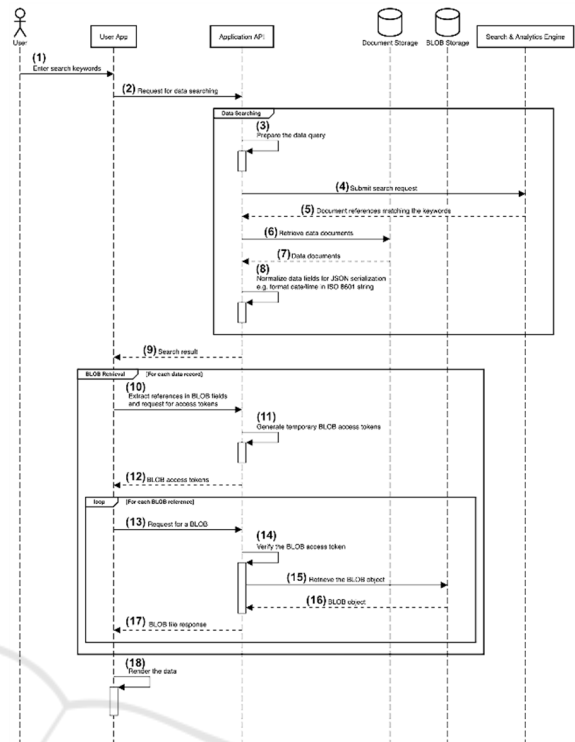 User
User App
Application API
Document Storage
BLOB Storage
Search & Analytics Engine
(1)
Enter search keywords
(2) Request for data searching
Data Searching
(3)
Prepare the data query
(4) Submit search request
(5) Document references matching the keywords
(6) Retrieve data documents
(7) Data documents
(8)
Normalize data fields for JSON serialization
e.g. format date/time in ISO 8601 string
(9) Search result
BLOB Retrieval [For each data record]
(10)
Extract references in BLOB fields
and request for access tokens
(11)
Generate temporary BLOB access tokens
(12) BLOB access tokens
loop [For each BLOB reference]
(13) Request for a BLOB
(14)
Verify the BLOB access token
(15) Retrieve the BLOB object
(16) BLOB object
(17) BLOB file response
(18)
Render the data